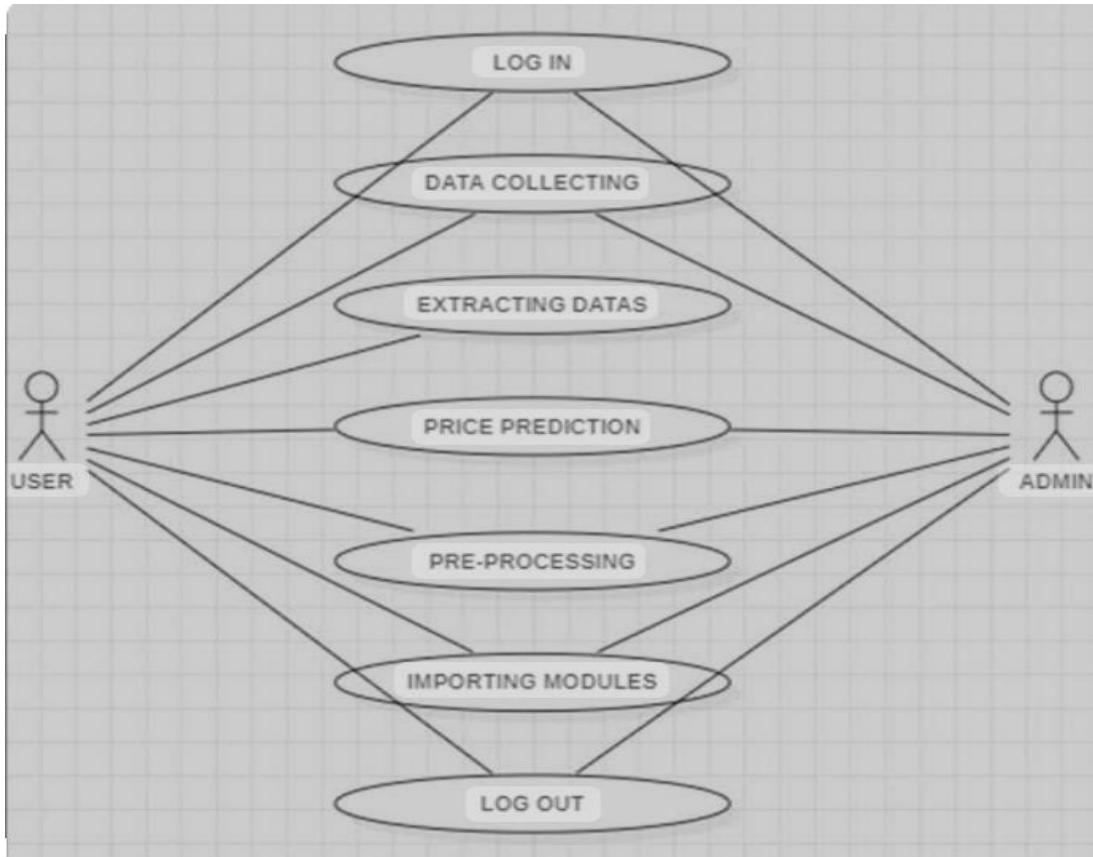 LOG IN
DATA COLLECTING
EXTRACTING DATAS
PRICE PREDICTION
USER
ADMIN
PRE-PROCESSING
IMPORTING MODULES
LOG OUT